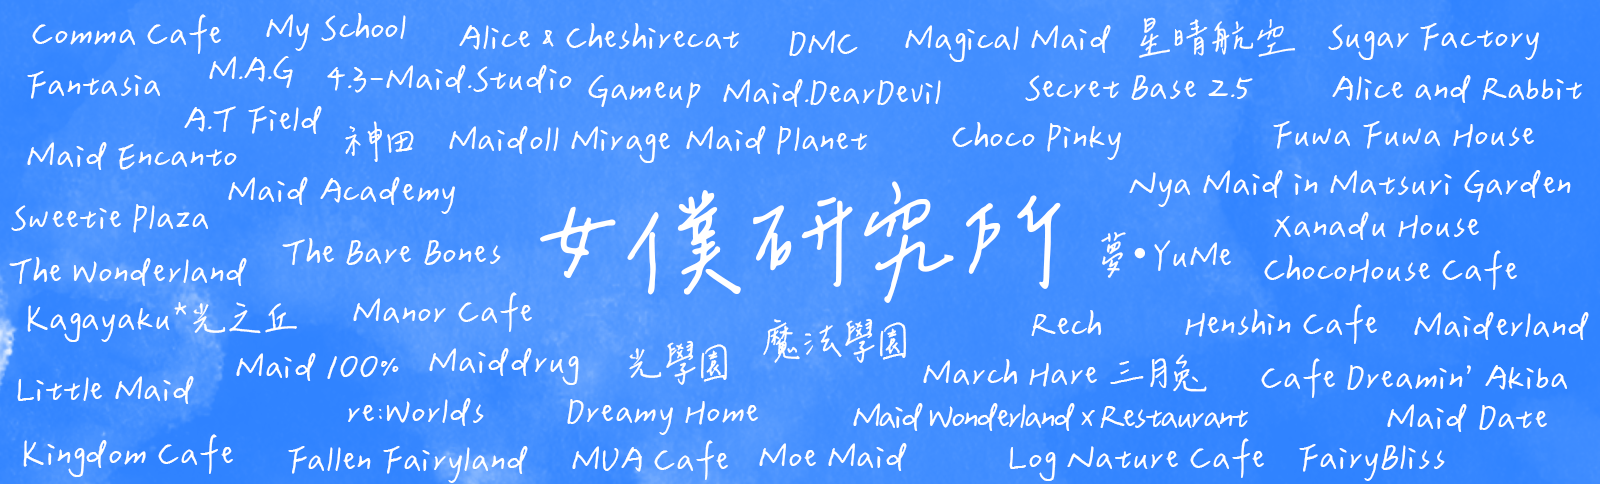 Comma Cafe
My School
Alice & Cheshirecat
DMC
Magical Maid
星晴航空
Sugar Factory
Fantasia
M.A.G
4.3-Maid.Studio
Gameup
Maid.DearDevil
Secret Base 2.5
Alice and Rabbit
A.T Field
神田
Maidoll Mirage
Maid Planet
Choco Pinky
Fuwa Fuwa House
Maid Encanto
Maid Academy
Nya Maid in Matsuri Garden
Sweetie Plaza
女僕研究所
Xanadu House
The Bare Bones
夢•YuMe
The Wonderland
ChocoHouse Cafe
Kagayaku*光之丘
Manor Cafe
Rech
Henshin Cafe
Maiderland
魔法學園
Maid 100%
Maiddrug
光學園
March Hare 三月兔
Cafe Dreamin' Akiba
Little Maid
re:Worlds
Dreamy Home
Maid Wonderland x Restaurant
Maid Date
Kingdom Cafe
Fallen Fairyland
MUA Cafe
Moe Maid
Log Nature Cafe
FairyBliss